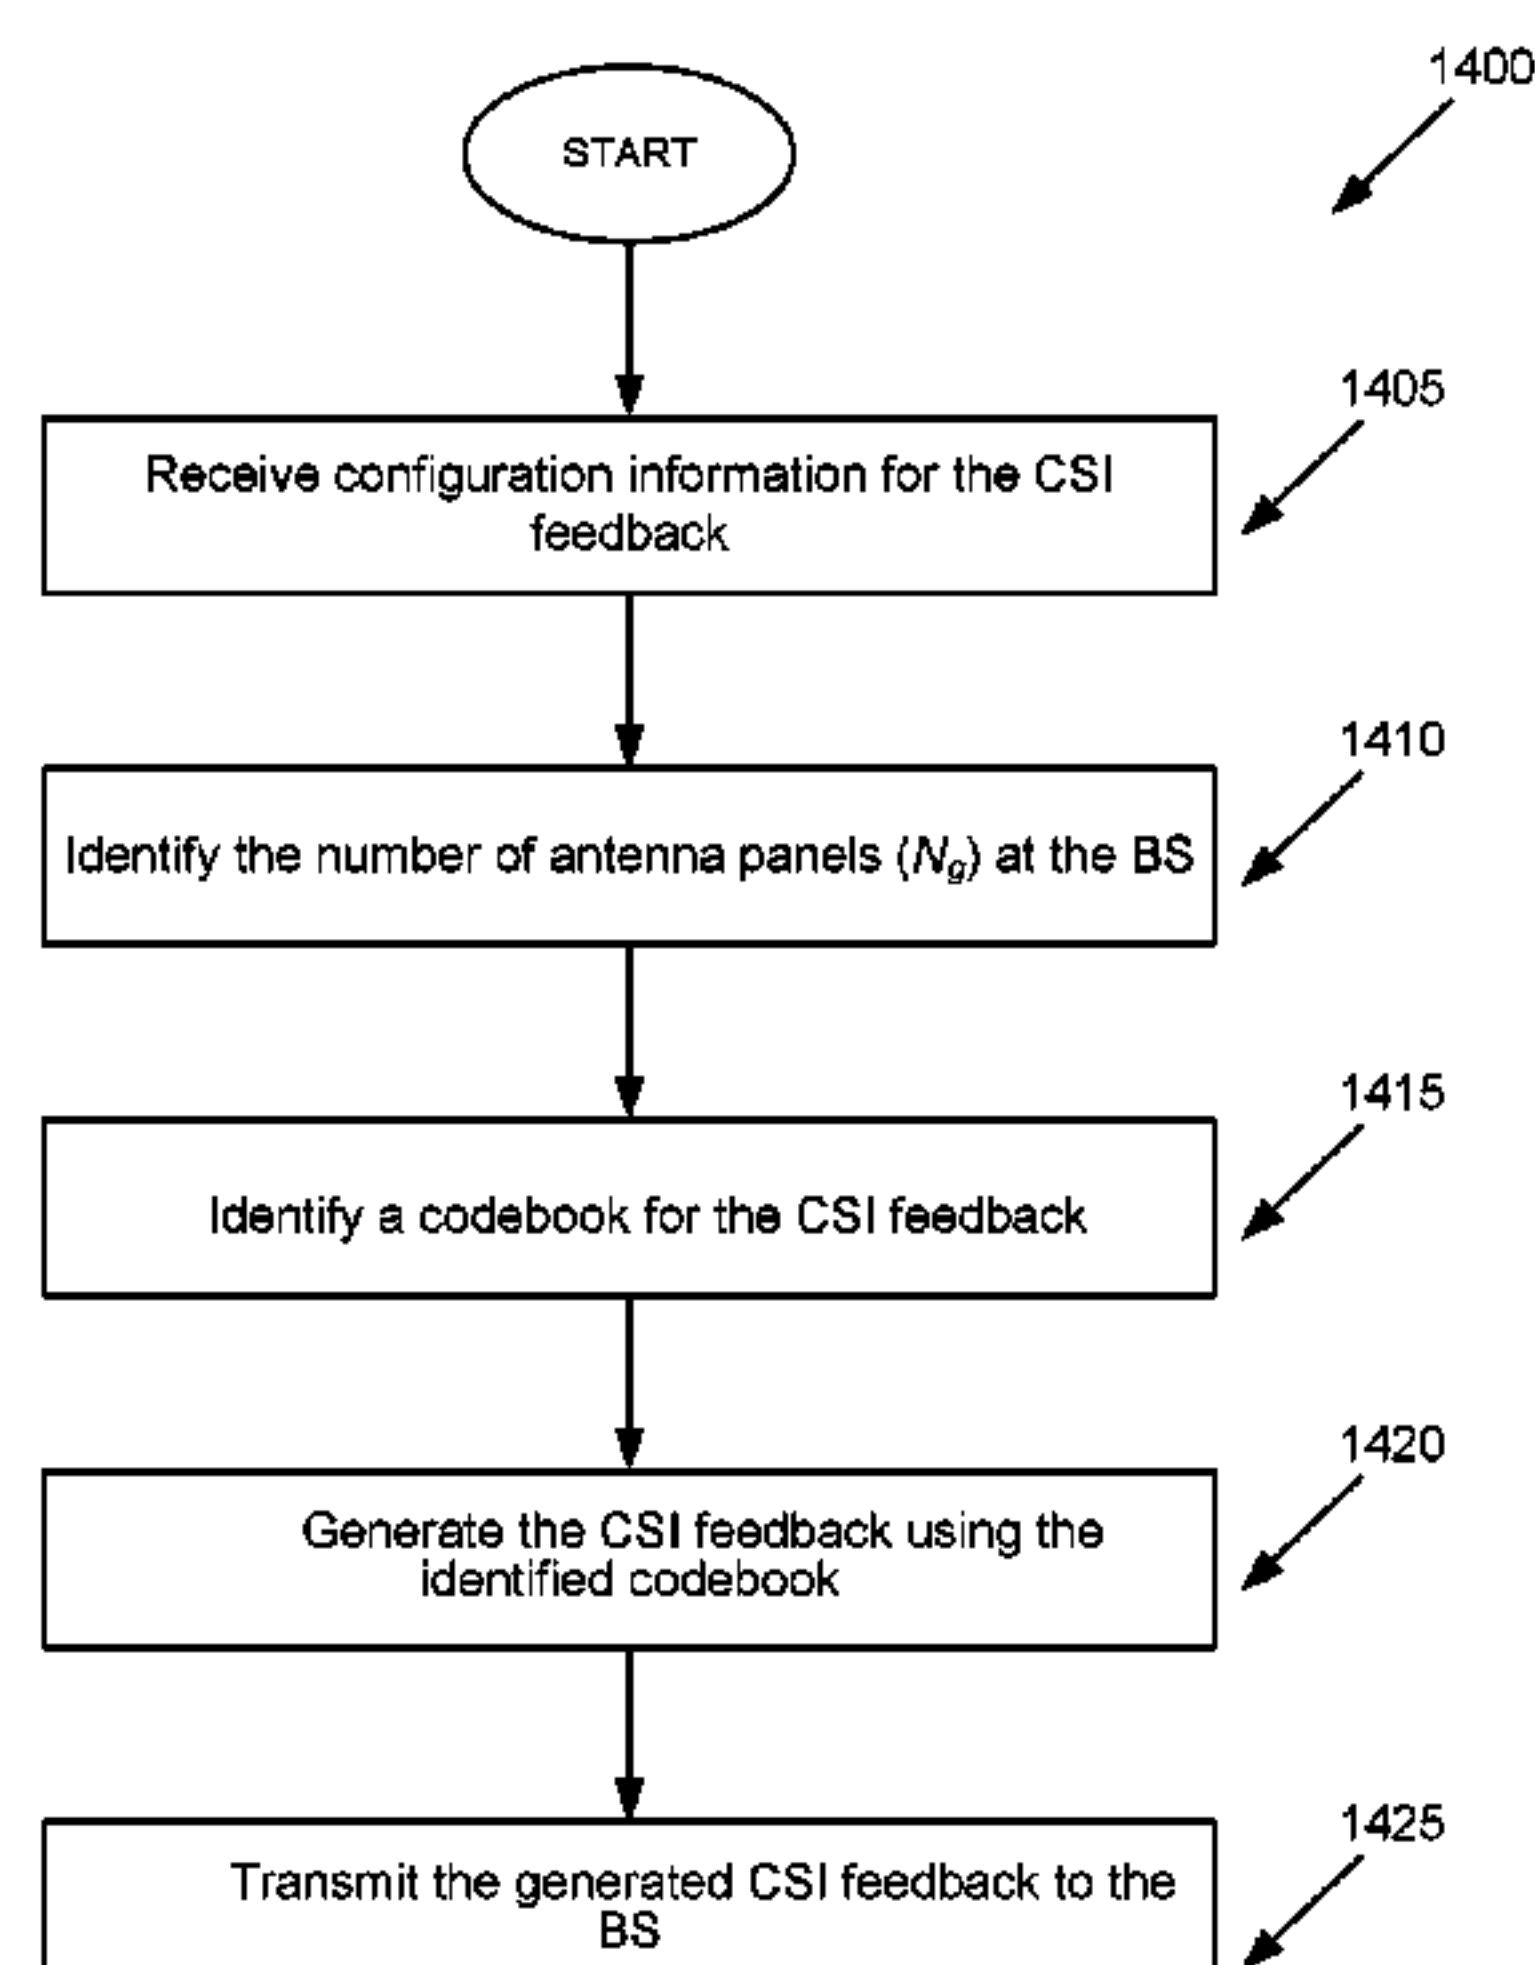 1400
START
1405
Receive configuration information for the CSI
feedback
1410
Identify the number of antenna panels (Ng) at the BS
1415
Identify a codebook for the CSI feedback
1420
Generate the CSI feedback using the
identified codebook
1425
Transmit the generated CSI feedback to the
BS